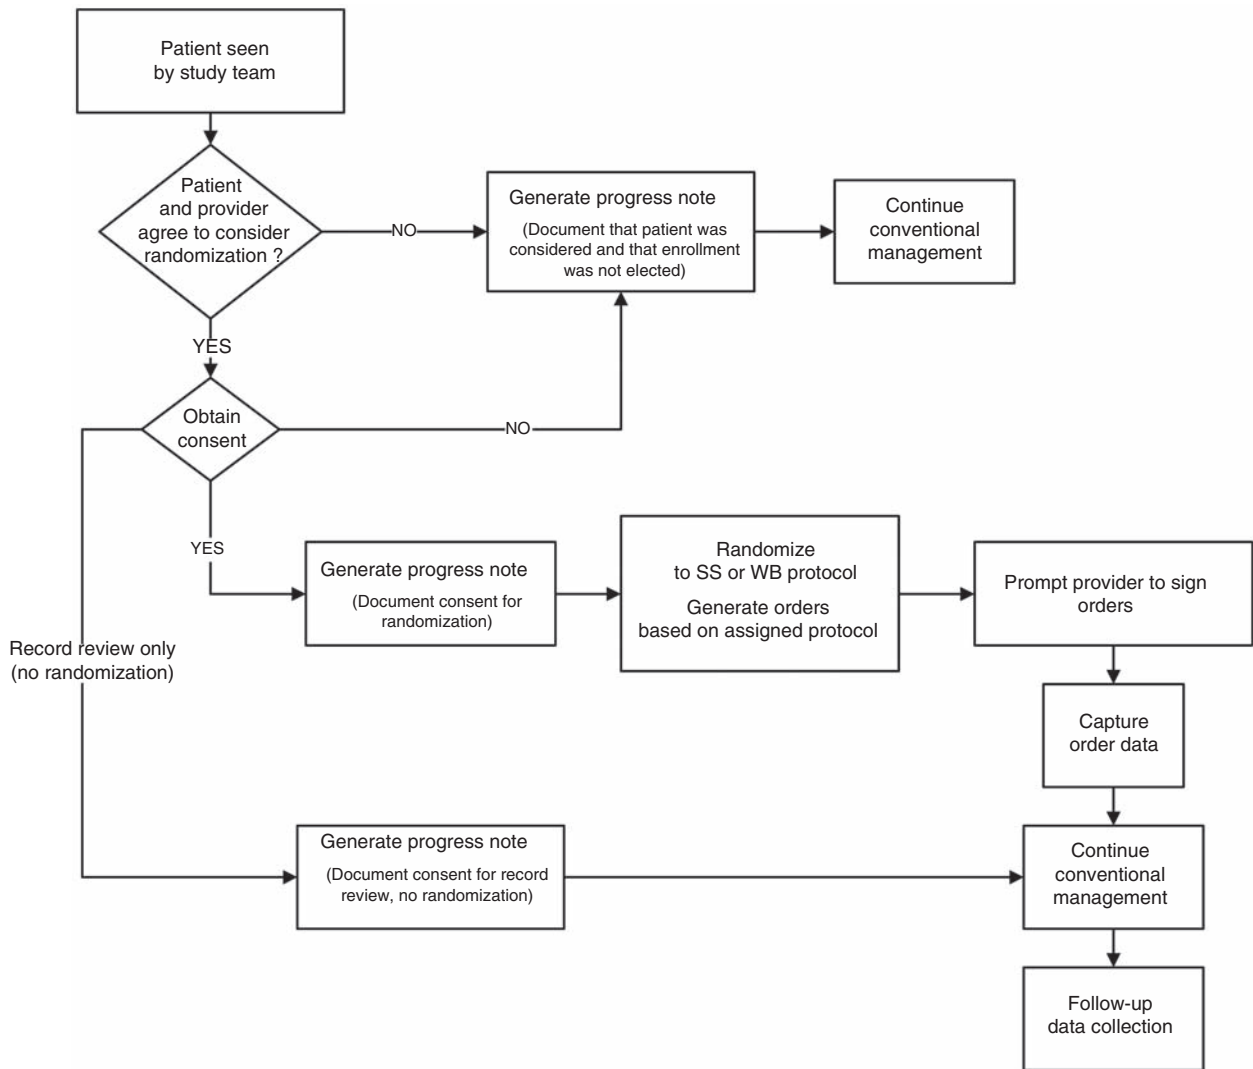 Patient seen
by study team
Patient
and provider
agree to consider
randomization ?
NO
Generate progress note
(Document that patient was
considered and that enrollment
was not elected)
Continue
conventional
management
YES
Obtain
consent
NO
YES
Generate progress note
(Document consent for
randomization)
Randomize
to SS or WB protocol
Generate orders
based on assigned protocol
Prompt provider to sign
orders
Record review only
(no randomization)
Capture
order data
Generate progress note
(Document consent for record
review, no randomization)
Continue
conventional
management
Follow-up
data collection